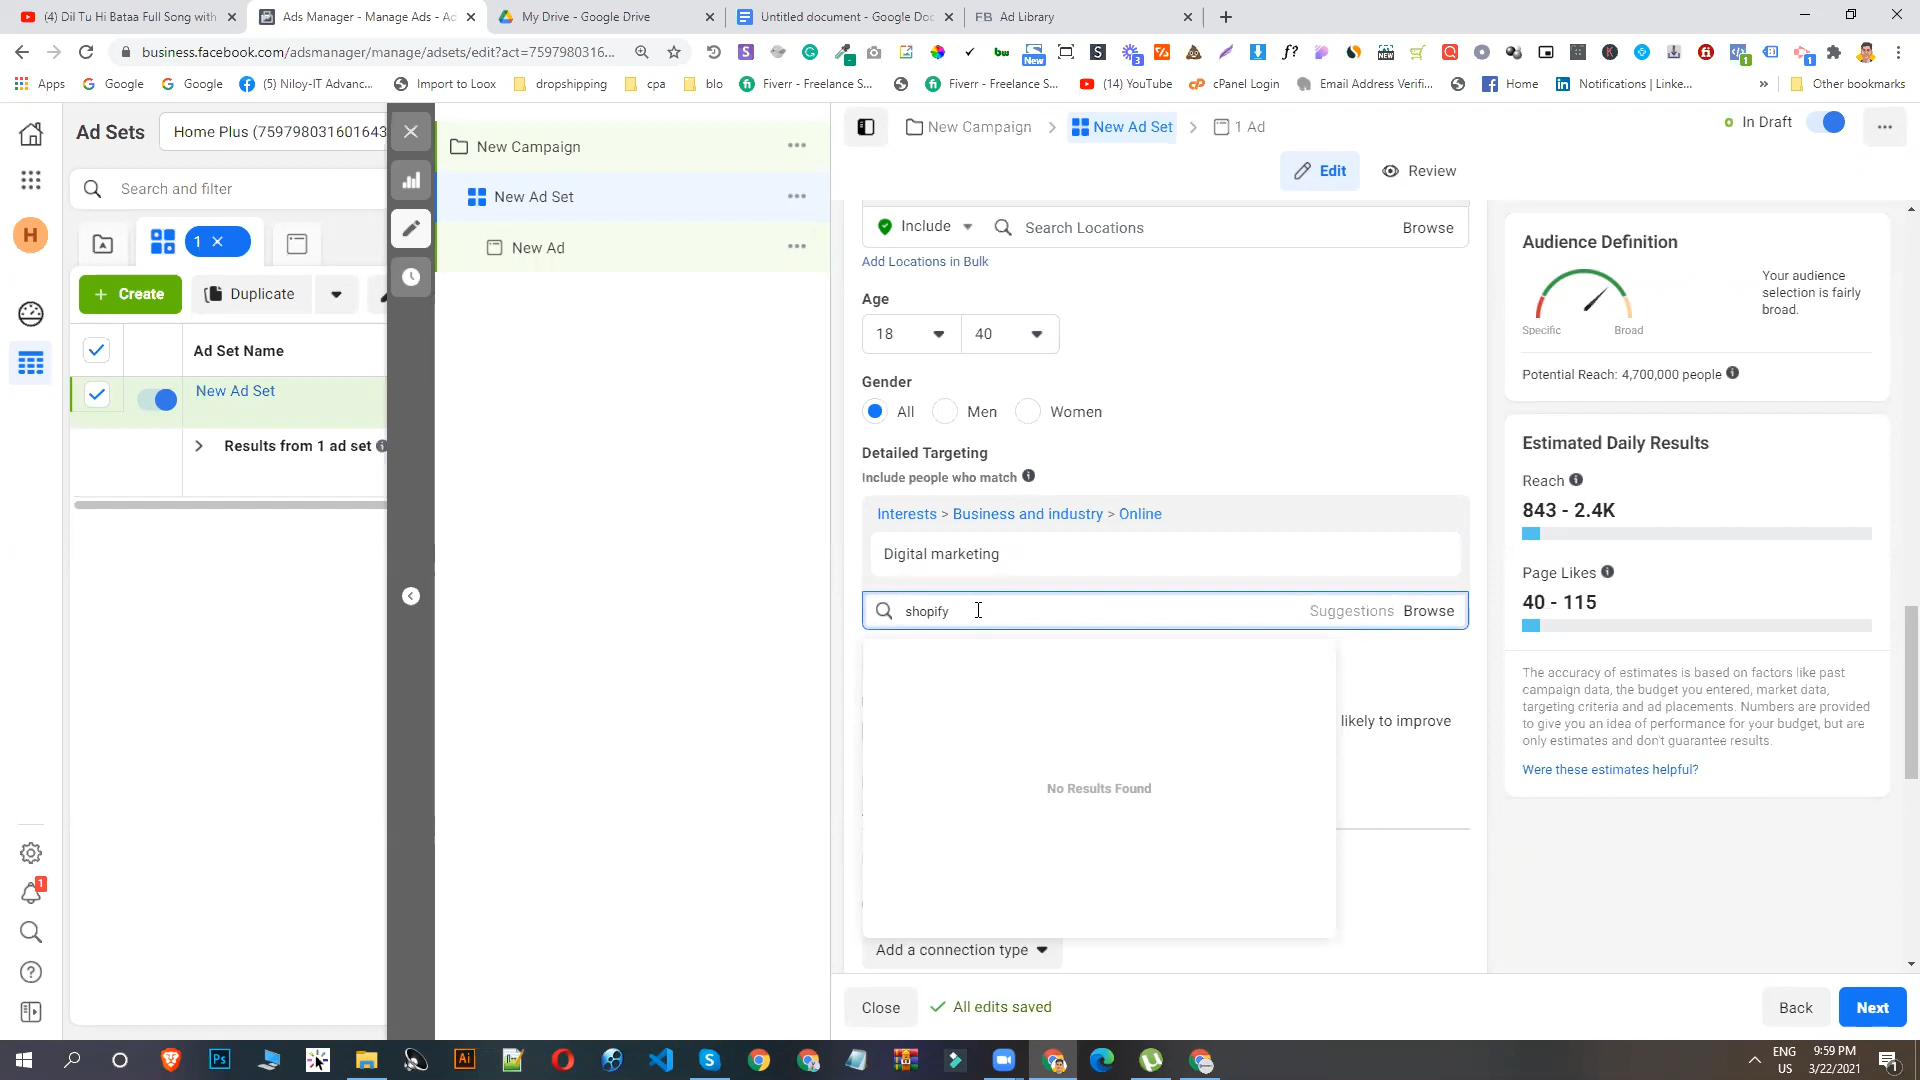 (4) Dil Tu Hi Bataa Full Song with
Ads Manager - Manage Ads - Ad
My Drive - Google Drive
Untitled document - Google Doc
FB Ad Library
business.facebook.com/adsmanager/manage/adsets/edit?act=7597980316...
Apps
Google
Google
(5) Niloy-IT Advanc...
Import to Loox
dropshipping
cpa
blo
Fiverr - Freelance S...
Fiverr - Freelance S...
(14) YouTube
cPanel Login
Email Address Verifi...
Home
Notifications | Linke...
Other bookmarks
Ad Sets
Home Plus (759798031601643
Search and filter
H
1
+ Create
Duplicate
Ad Set Name
New Ad Set
Results from 1 ad set
New Campaign
New Ad Set
New Ad
New Campaign > New Ad Set > 1 Ad
In Draft
Edit
Review
Include
Search Locations
Browse
Add Locations in Bulk
Age
18
40
Gender
All
Men
Women
Detailed Targeting
Include people who match
Interests > Business and industry > Online
Digital marketing
shopify
Suggestions
Browse
likely to improve
No Results Found
Add a connection type
Close
All edits saved
Back
Next
Audience Definition
Specific
Broad
Your audience
selection is fairly
broad.
Potential Reach: 4,700,000 people
Estimated Daily Results
Reach
843 - 2.4K
Page Likes
40 - 115
The accuracy of estimates is based on factors like past
campaign data, the budget you entered, market data,
targeting criteria and ad placements. Numbers are provided
to give you an idea of performance for your budget, but are
only estimates and don't guarantee results.
Were these estimates helpful?
ENG
US
9:59 PM
3/22/2021